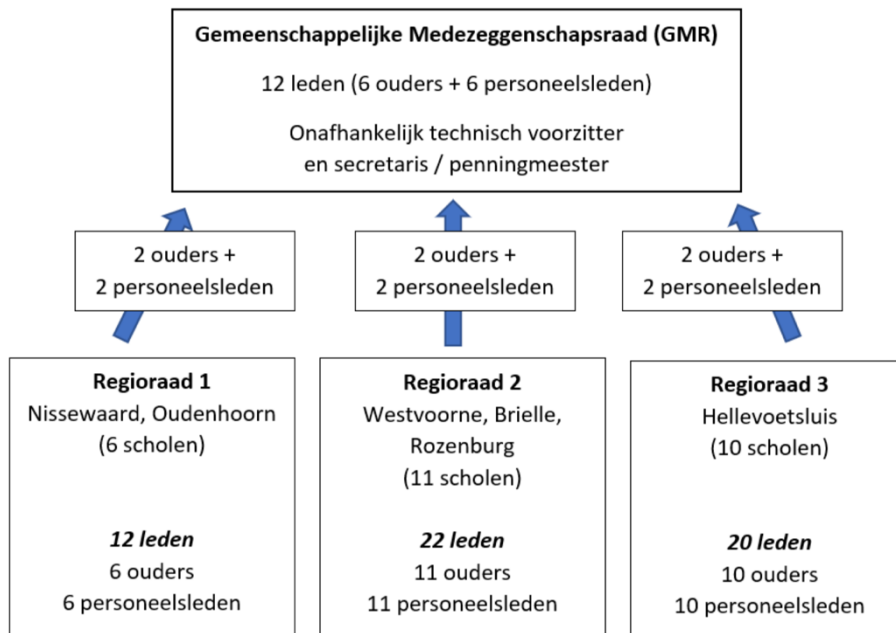 Gemeenschappelijke Medezeggenschapsraad (GMR)
12 leden (6 ouders + 6 personeelsleden)
Onafhankelijk technisch voorzitter
en secretaris / penningmeester
2 ouders +
2 personeelsleden
2 ouders +
2 personeelsleden
2 ouders +
2 personeelsleden
Regioraad 1
Nissewaard, Oudenhoorn
(6 scholen)
12 leden
6 ouders
6 personeelsleden
Regioraad 2
Westvoorne, Brielle,
Rozenburg
(11 scholen)
22 leden
11 ouders
11 personeelsleden
Regioraad 3
Hellevoetsluis
(10 scholen)
20 leden
10 ouders
10 personeelsleden